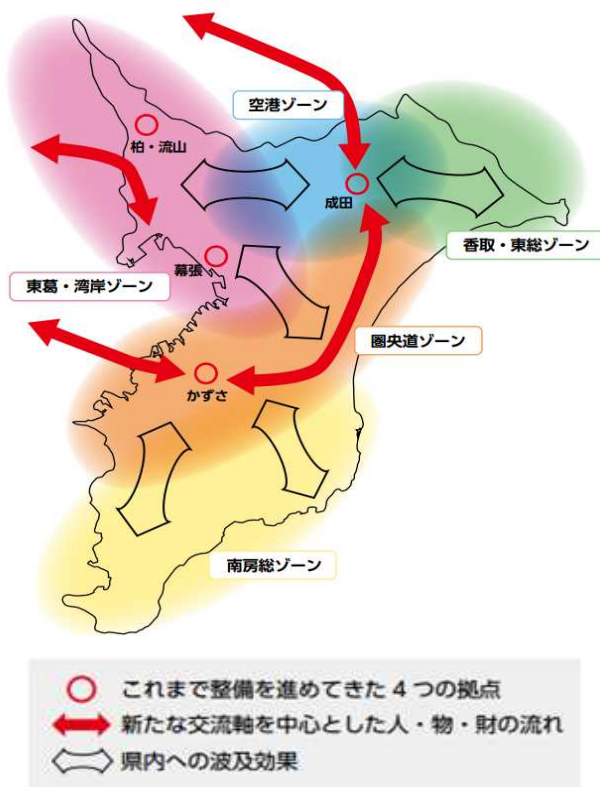 空港ゾーン
柏・流山
成田
香取・東総ゾーン
幕張
東葛・湾岸ゾーン
圏央道ゾーン
かずさ
南房総ゾーン
これまで整備を進めてきた 4 つの拠点
新たな交流軸を中心とした人・物・財の流れ
県内への波及効果